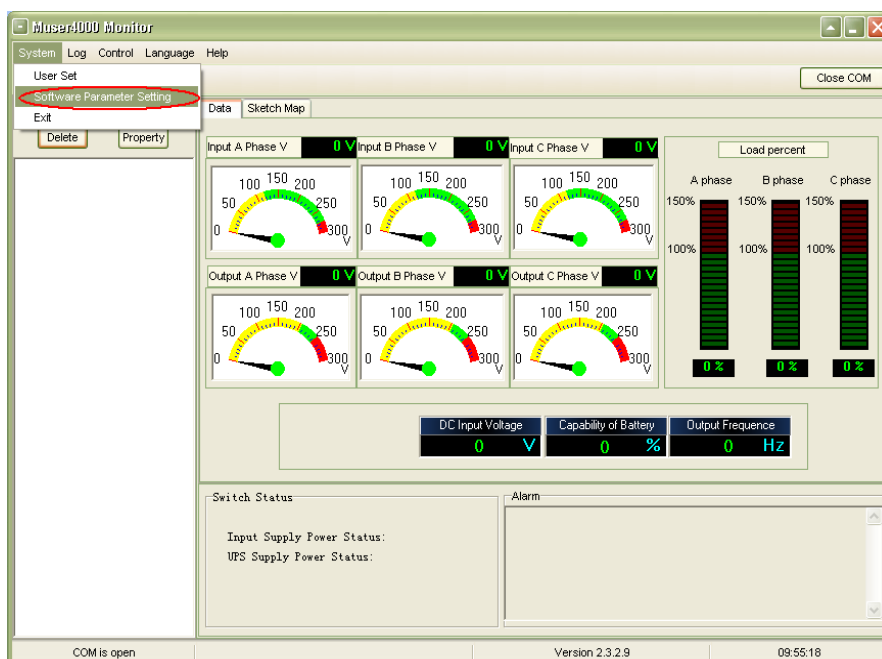 Muser4000 Monitor
System Log Control Language Help
User Set
Software Parameter Setting
Exit
Close COM
Delete Property
Data Sketch Map
Input A Phase V 0 V Input B Phase V 0 V Input C Phase V 0 V
0 50 100 150 200 250 300 V
0 50 100 150 200 250 300 V
0 50 100 150 200 250 300 V
Output A Phase V 0 V Output B Phase V 0 V Output C Phase V 0 V
0 50 100 150 200 250 300 V
0 50 100 150 200 250 300 V
0 50 100 150 200 250 300 V
Load percent
A phase B phase C phase
150% 150% 150%
100% 100% 100%
0 % 0 % 0 %
DC Input Voltage Capability of Battery Output Frequence
0 V 0 % 0 Hz
Switch Status
Input Supply Power Status:
UPS Supply Power Status:
Alarm
COM is open Version 2.3.2.9 09:55:18